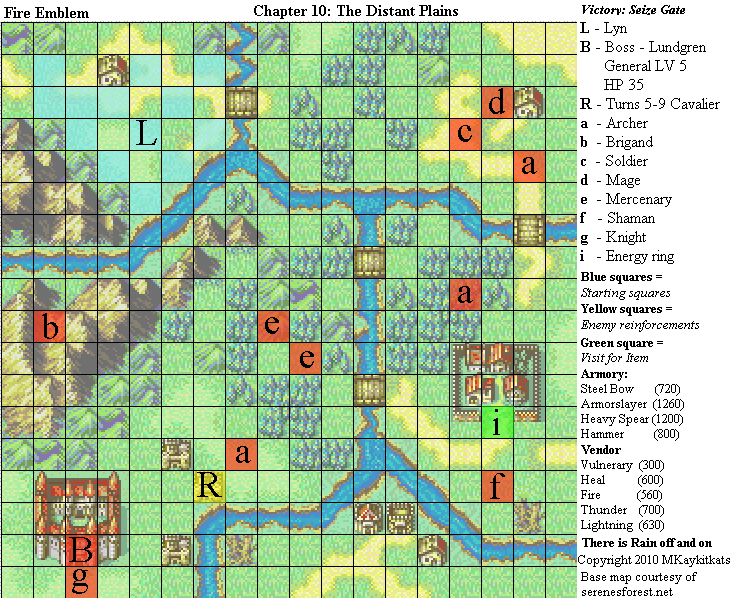 Fire Emblem
Chapter 10: The Distant Plains
Victory: Seize Gate
L - Lyn
B - Boss - Lundgren
General LV 5
HP 35
R - Turns 5-9 Cavalier
a - Archer
b - Brigand
c - Soldier
d - Mage
e - Mercenary
f - Shaman
g - Knight
i - Energy ring
Blue squares =
Starting squares
Yellow squares =
Enemy reinforcements
Green square =
Visit for Item
Armory:
Steel Bow (720)
Armorslayer (1260)
Heavy Spear (1200)
Hammer (800)
Vendor
Vulnerary (300)
Heal (600)
Fire (560)
Thunder (700)
Lightning (630)
There is Rain off and on
Copyright 2010 MKaykitkats
Base map courtesy of
serenesforest.net
d
L
c
a
a
b
e
e
i
a
R
f
B
g